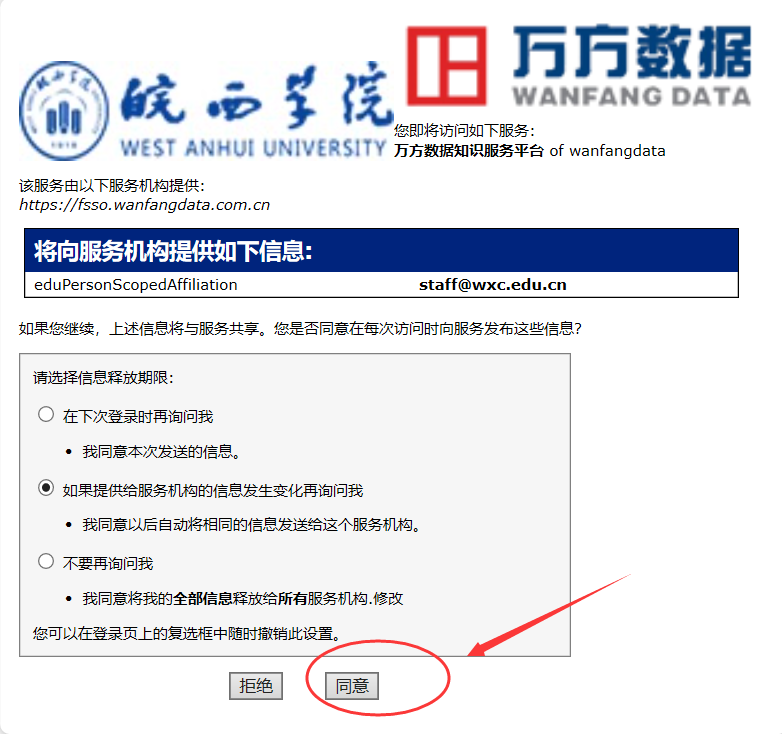 皖西学院
WEST ANHUI UNIVERSITY
1918
万方数据
WANFANG DATA
您即将访问如下服务：
万方数据知识服务平台 of wanfangdata
该服务由以下服务机构提供：
https://fsso.wanfangdata.com.cn
将向服务机构提供如下信息：
eduPersonScopedAffiliation staff@wxc.edu.cn
如果您继续，上述信息将与服务共享。您是否同意在每次访问时向服务发布这些信息？
请选择信息释放期限：
在下次登录时再询问我
• 我同意本次发送的信息。
如果提供给服务机构的信息发生变化再询问我
• 我同意以后自动将相同的信息发送给这个服务机构。
不要再询问我
• 我同意将我的全部信息释放给所有服务机构.修改
您可以在登录页上的复选框中随时撤销此设置。
拒绝 同意